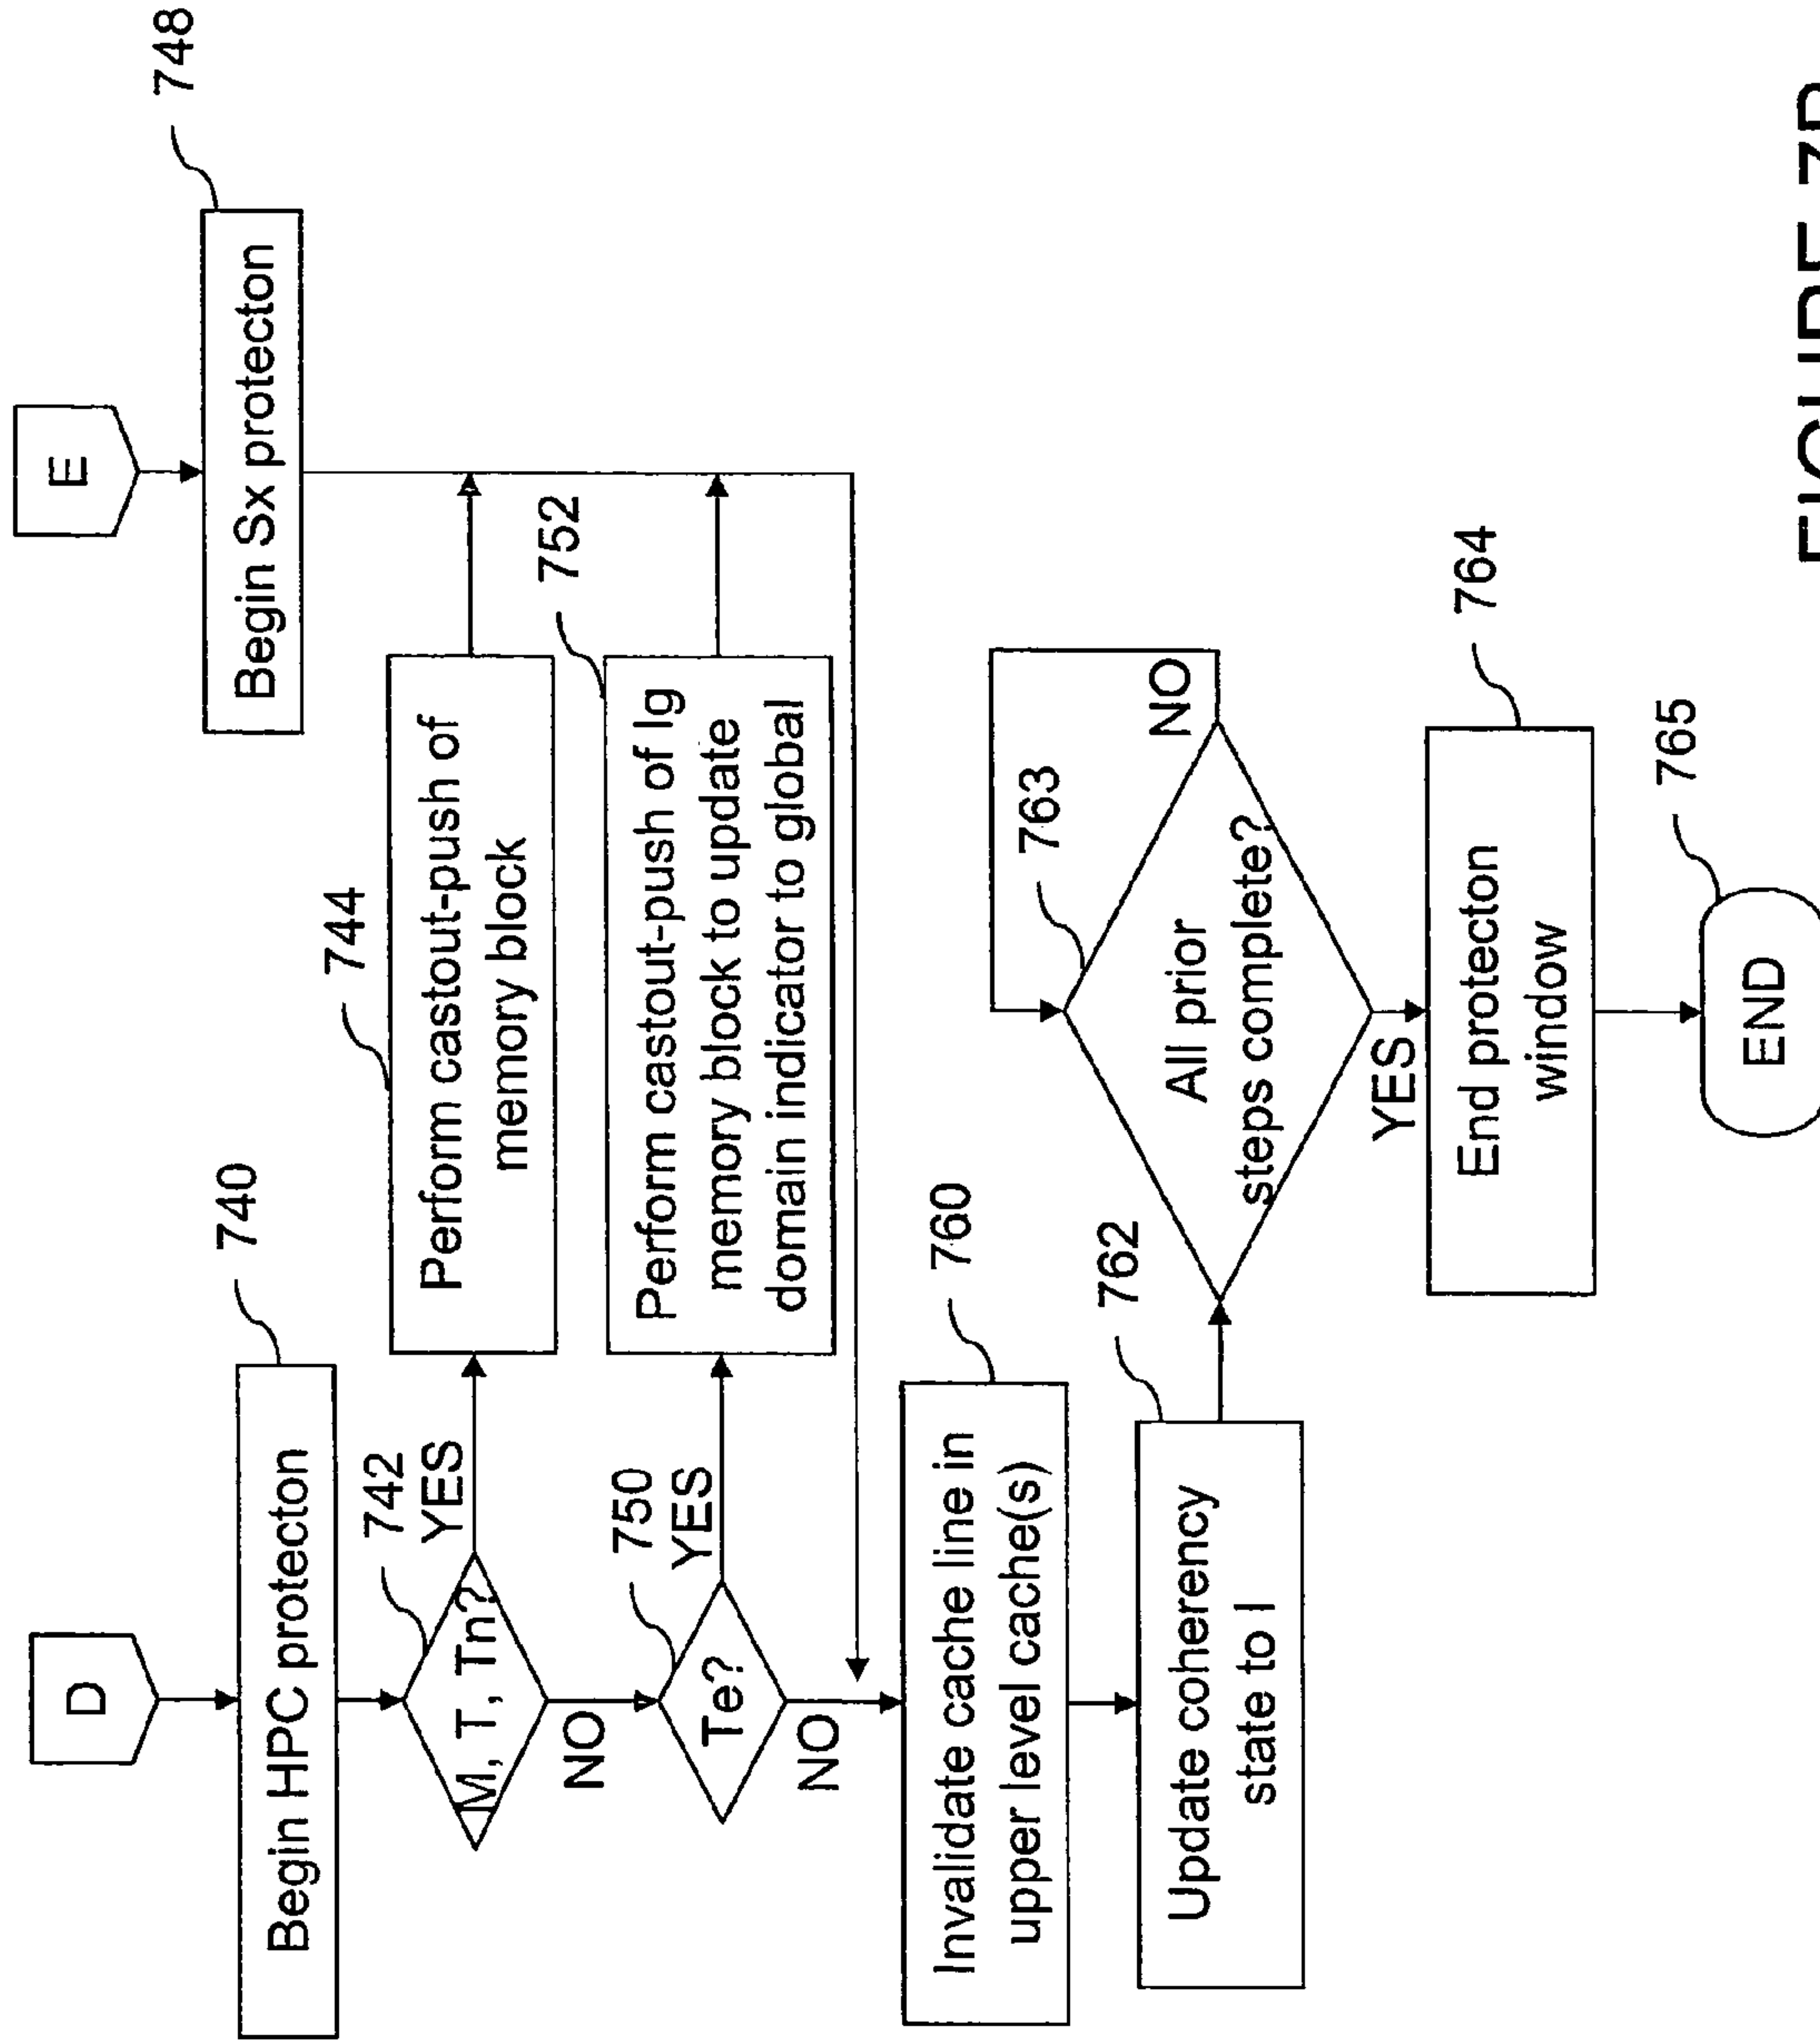 D
Begin HPC protecton
740
M, T, Tn?
742
YES
NO
Perform castout-push of
memory block
744
E
Begin Sx protecton
748
Te?
750
YES
NO
Perform castout-push of Ig
memory block to update
domain indicator to global
752
Invalidate cache line in
upper level cache(s)
760
Update coherency
state to I
762
All prior
steps complete?
763
NO
YES
End protecton
window
764
END
765